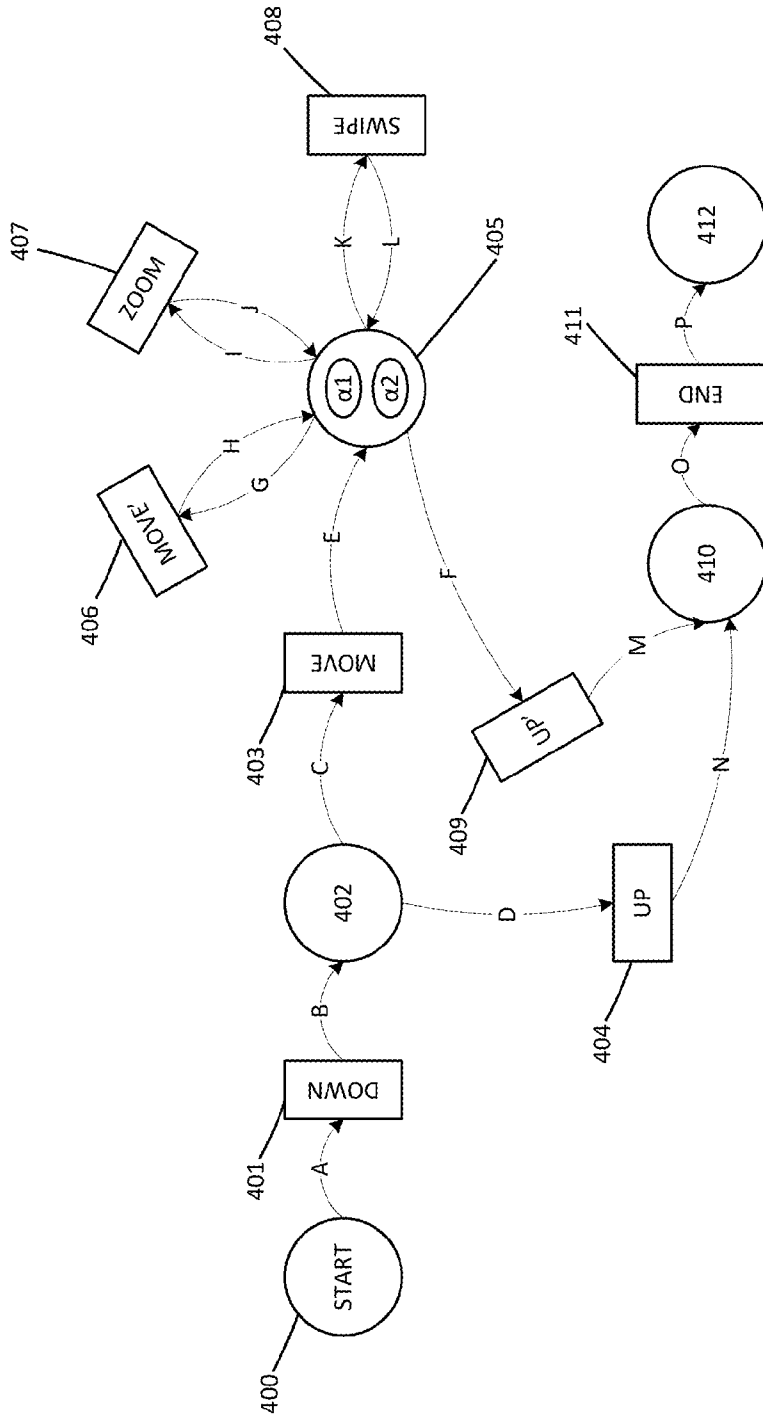 400
START
A
401
DOWN
B
402
C
403
MOVE
E
D
404
UP
N
409
UP'
M
F
406
MOVE'
G
H
407
ZOOM
I
J
α1
α2
405
K
L
408
SWIPE
410
O
411
END
P
412